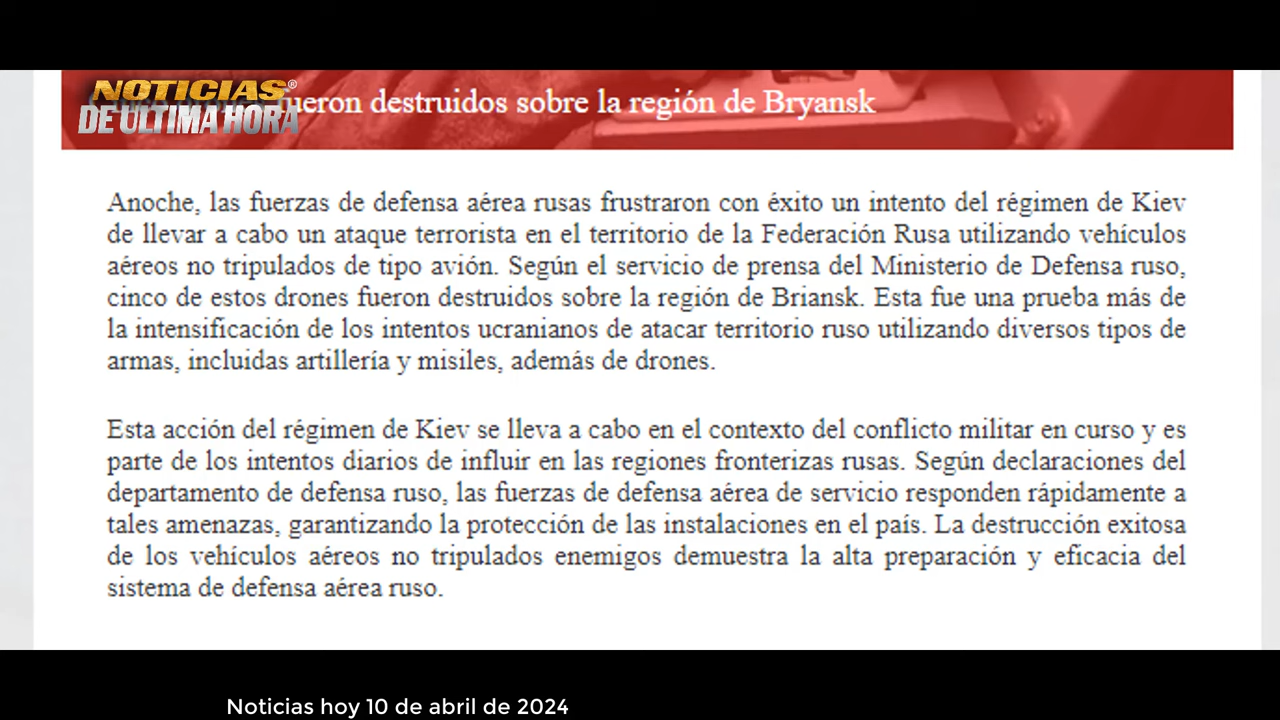 NOTICIAS®
DE ÚLTIMA HORA
fueron destruidos sobre la región de Bryansk
Anoche, las fuerzas de defensa aérea rusas frustraron con éxito un intento del régimen de Kiev
de llevar a cabo un ataque terrorista en el territorio de la Federación Rusa utilizando vehículos
aéreos no tripulados de tipo avión. Según el servicio de prensa del Ministerio de Defensa ruso,
cinco de estos drones fueron destruidos sobre la región de Briansk. Esta fue una prueba más de
la intensificación de los intentos ucranianos de atacar territorio ruso utilizando diversos tipos de
armas, incluidas artillería y misiles, además de drones.
Esta acción del régimen de Kiev se lleva a cabo en el contexto del conflicto militar en curso y es
parte de los intentos diarios de influir en las regiones fronterizas rusas. Según declaraciones del
departamento de defensa ruso, las fuerzas de defensa aérea de servicio responden rápidamente a
tales amenazas, garantizando la protección de las instalaciones en el país. La destrucción exitosa
de los vehículos aéreos no tripulados enemigos demuestra la alta preparación y eficacia del
sistema de defensa aérea ruso.
Noticias hoy 10 de abril de 2024